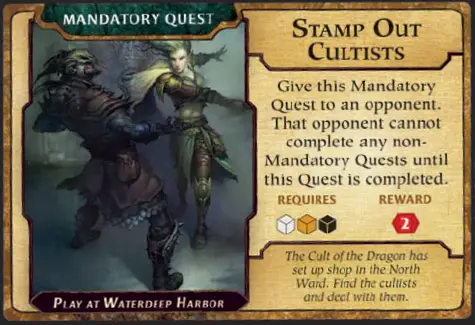 MANDATORY QUEST
STAMP OUT
CULTISTS
Give this Mandatory
Quest to an opponent.
That opponent cannot
complete any non-
Mandatory Quests until
this Quest is completed.
REQUIRES
REWARD
2
The Cult of the Dragon has
set up shop in the North
Ward. Find the cultists
and deal with them.
PLAY AT WATERDEEP HARBOR